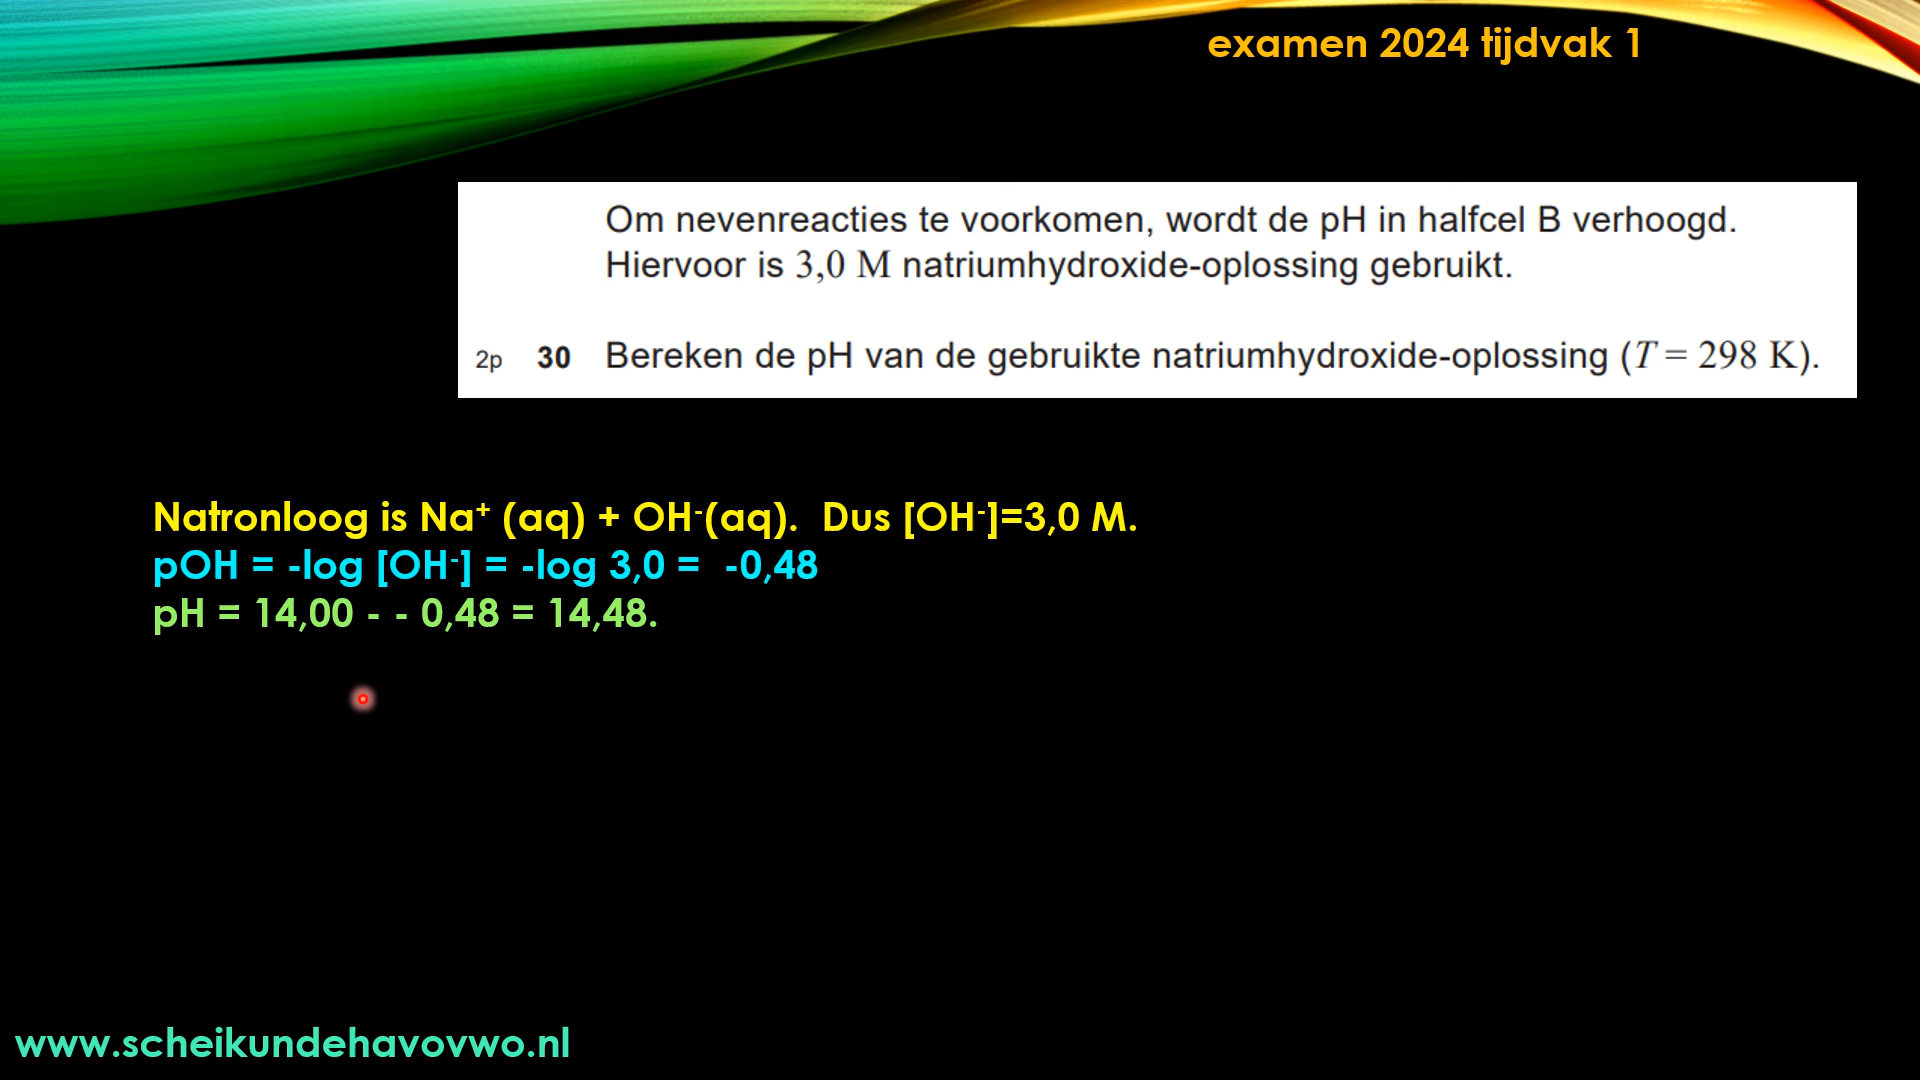 examen 2024 tijdvak 1
Om nevenreacties te voorkomen, wordt de pH in halfcel B verhoogd.
Hiervoor is 3,0 M natriumhydroxide-oplossing gebruikt.
2p 30 Bereken de pH van de gebruikte natriumhydroxide-oplossing (T = 298 K).
Natronloog is Na⁺ (aq) + OH⁻(aq). Dus [OH⁻]=3,0 M.
pOH = -log [OH⁻] = -log 3,0 = -0,48
pH = 14,00 - - 0,48 = 14,48.
www.scheikundehavovwo.nl